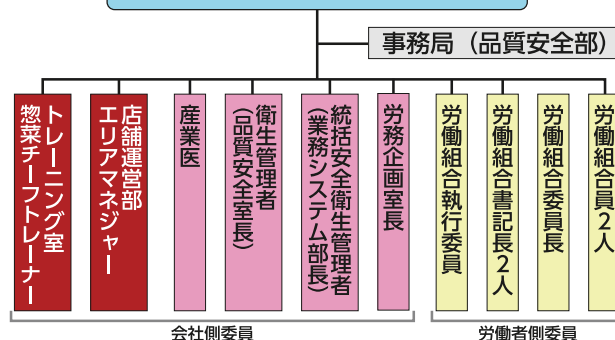 事務局（品質安全部）
トレーニング室
惣菜チーフトレーナー
店舗運営部
エリアマネジャー
産業医
衛生管理者
（品質安全室長）
統括安全衛生管理者
（業務システム部長）
労務企画室長
労働組合執行委員
労働組合書記長2人
労働組合委員長
労働組合員2人
会社側委員
労働者側委員